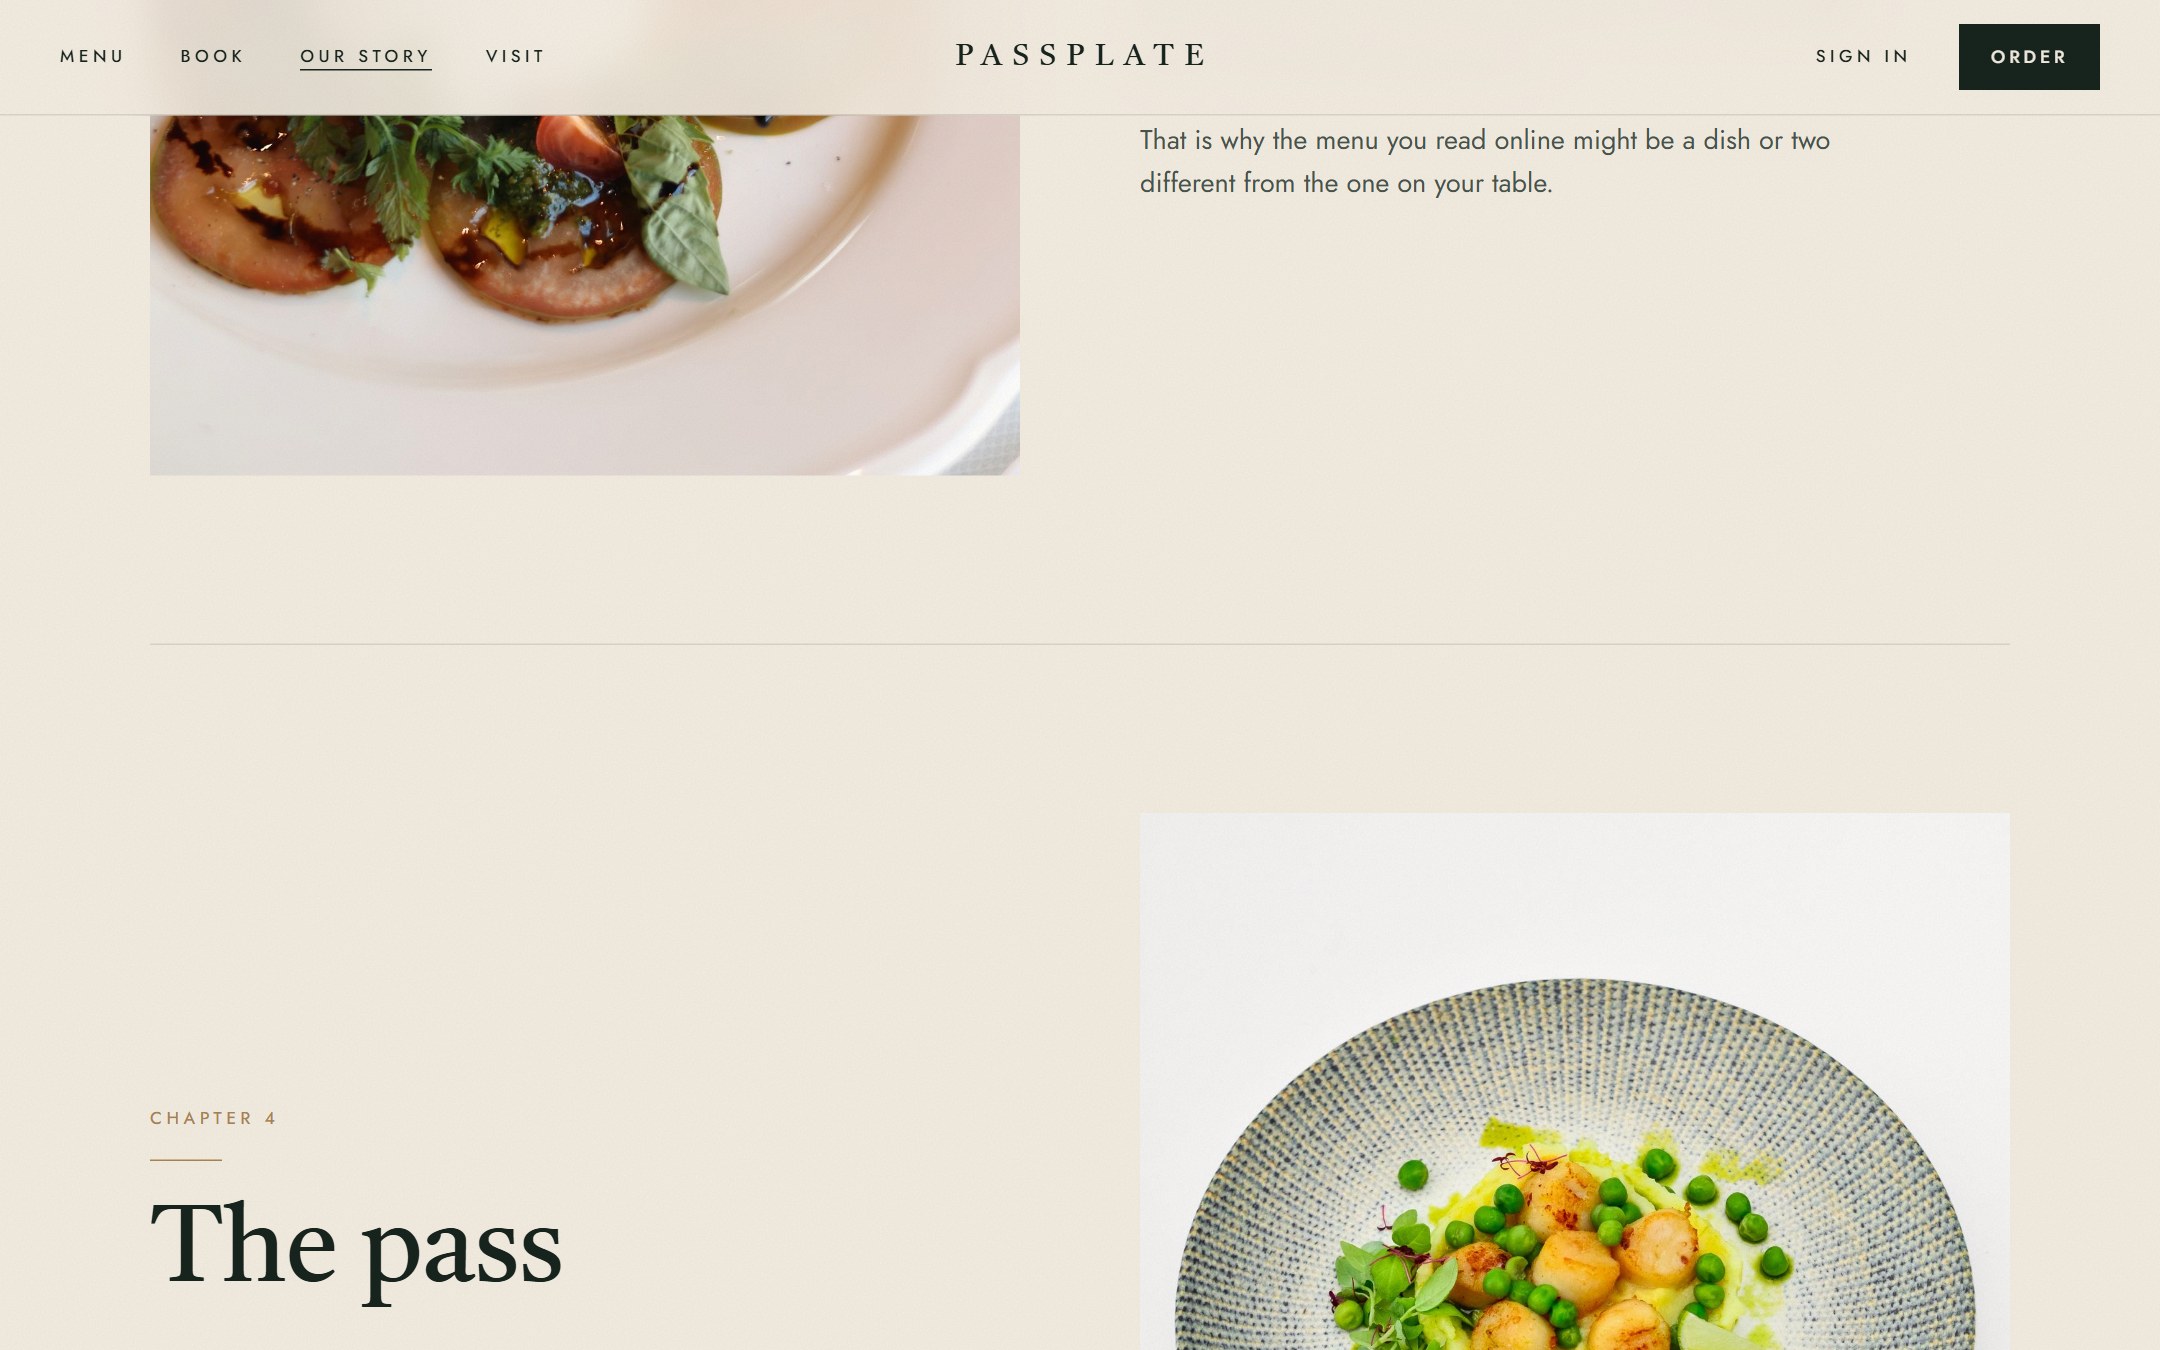 MENU BOOK OUR STORY VISIT PASSPLATE SIGN IN ORDER
That is why the menu you read online might be a dish or two
different from the one on your table.
CHAPTER 4
The pass